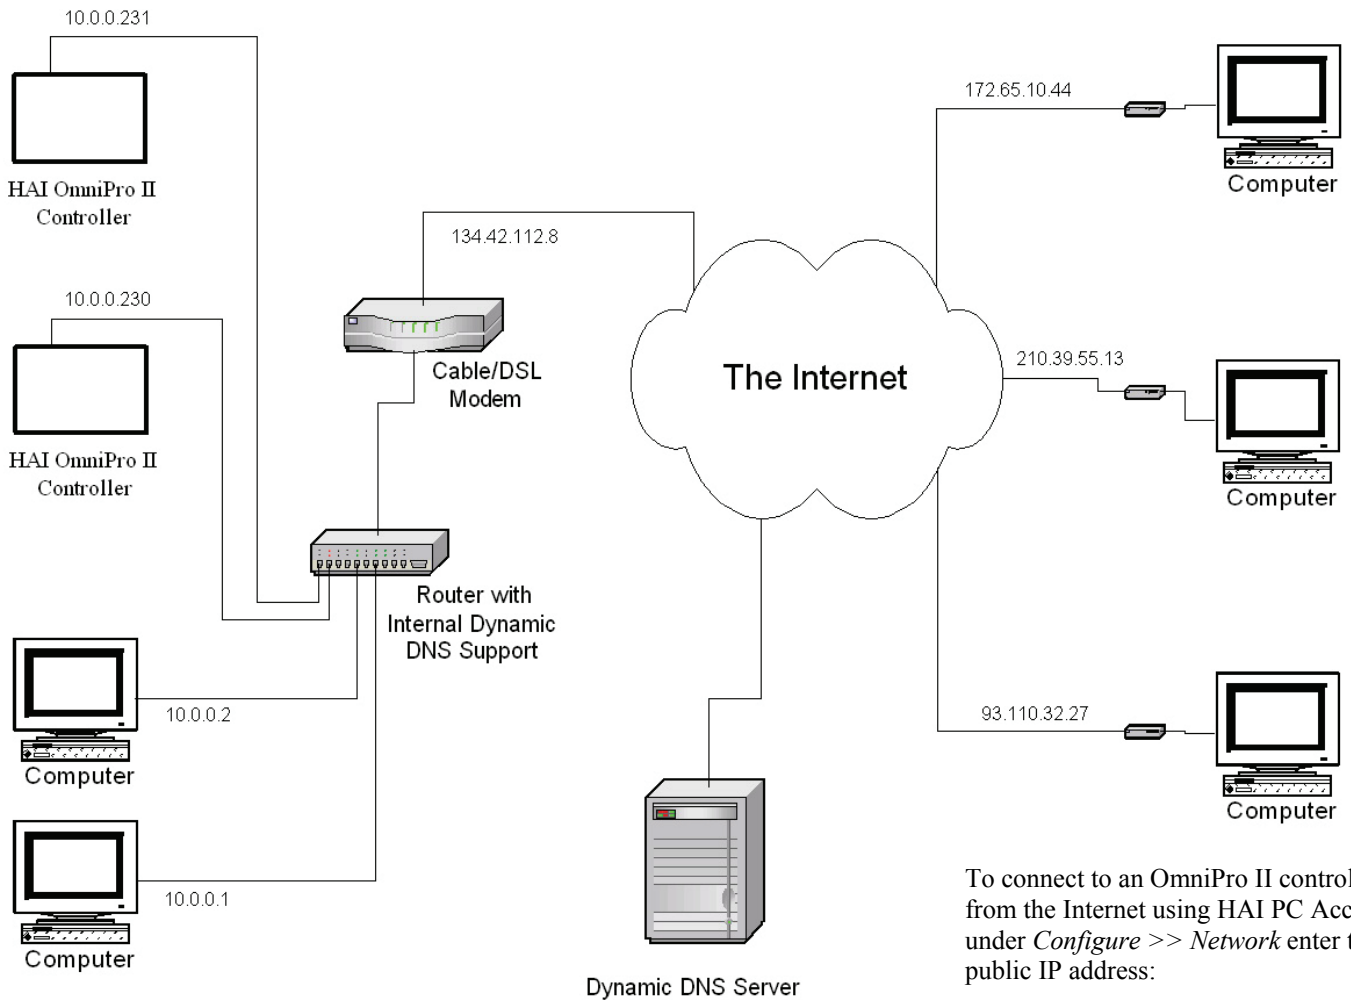 10.0.0.231
HAI OmniPro II
Controller
10.0.0.230
HAI OmniPro II
Controller
134.42.112.8
Cable/DSL
Modem
Router with
Internal Dynamic
DNS Support
10.0.0.2
Computer
10.0.0.1
Computer
The Internet
Dynamic DNS Server
172.65.10.44
Computer
210.39.55.13
Computer
93.110.32.27
Computer
To connect to an OmniPro II
from the Internet using HAI PC
under Configure >> Network enter
public IP address: